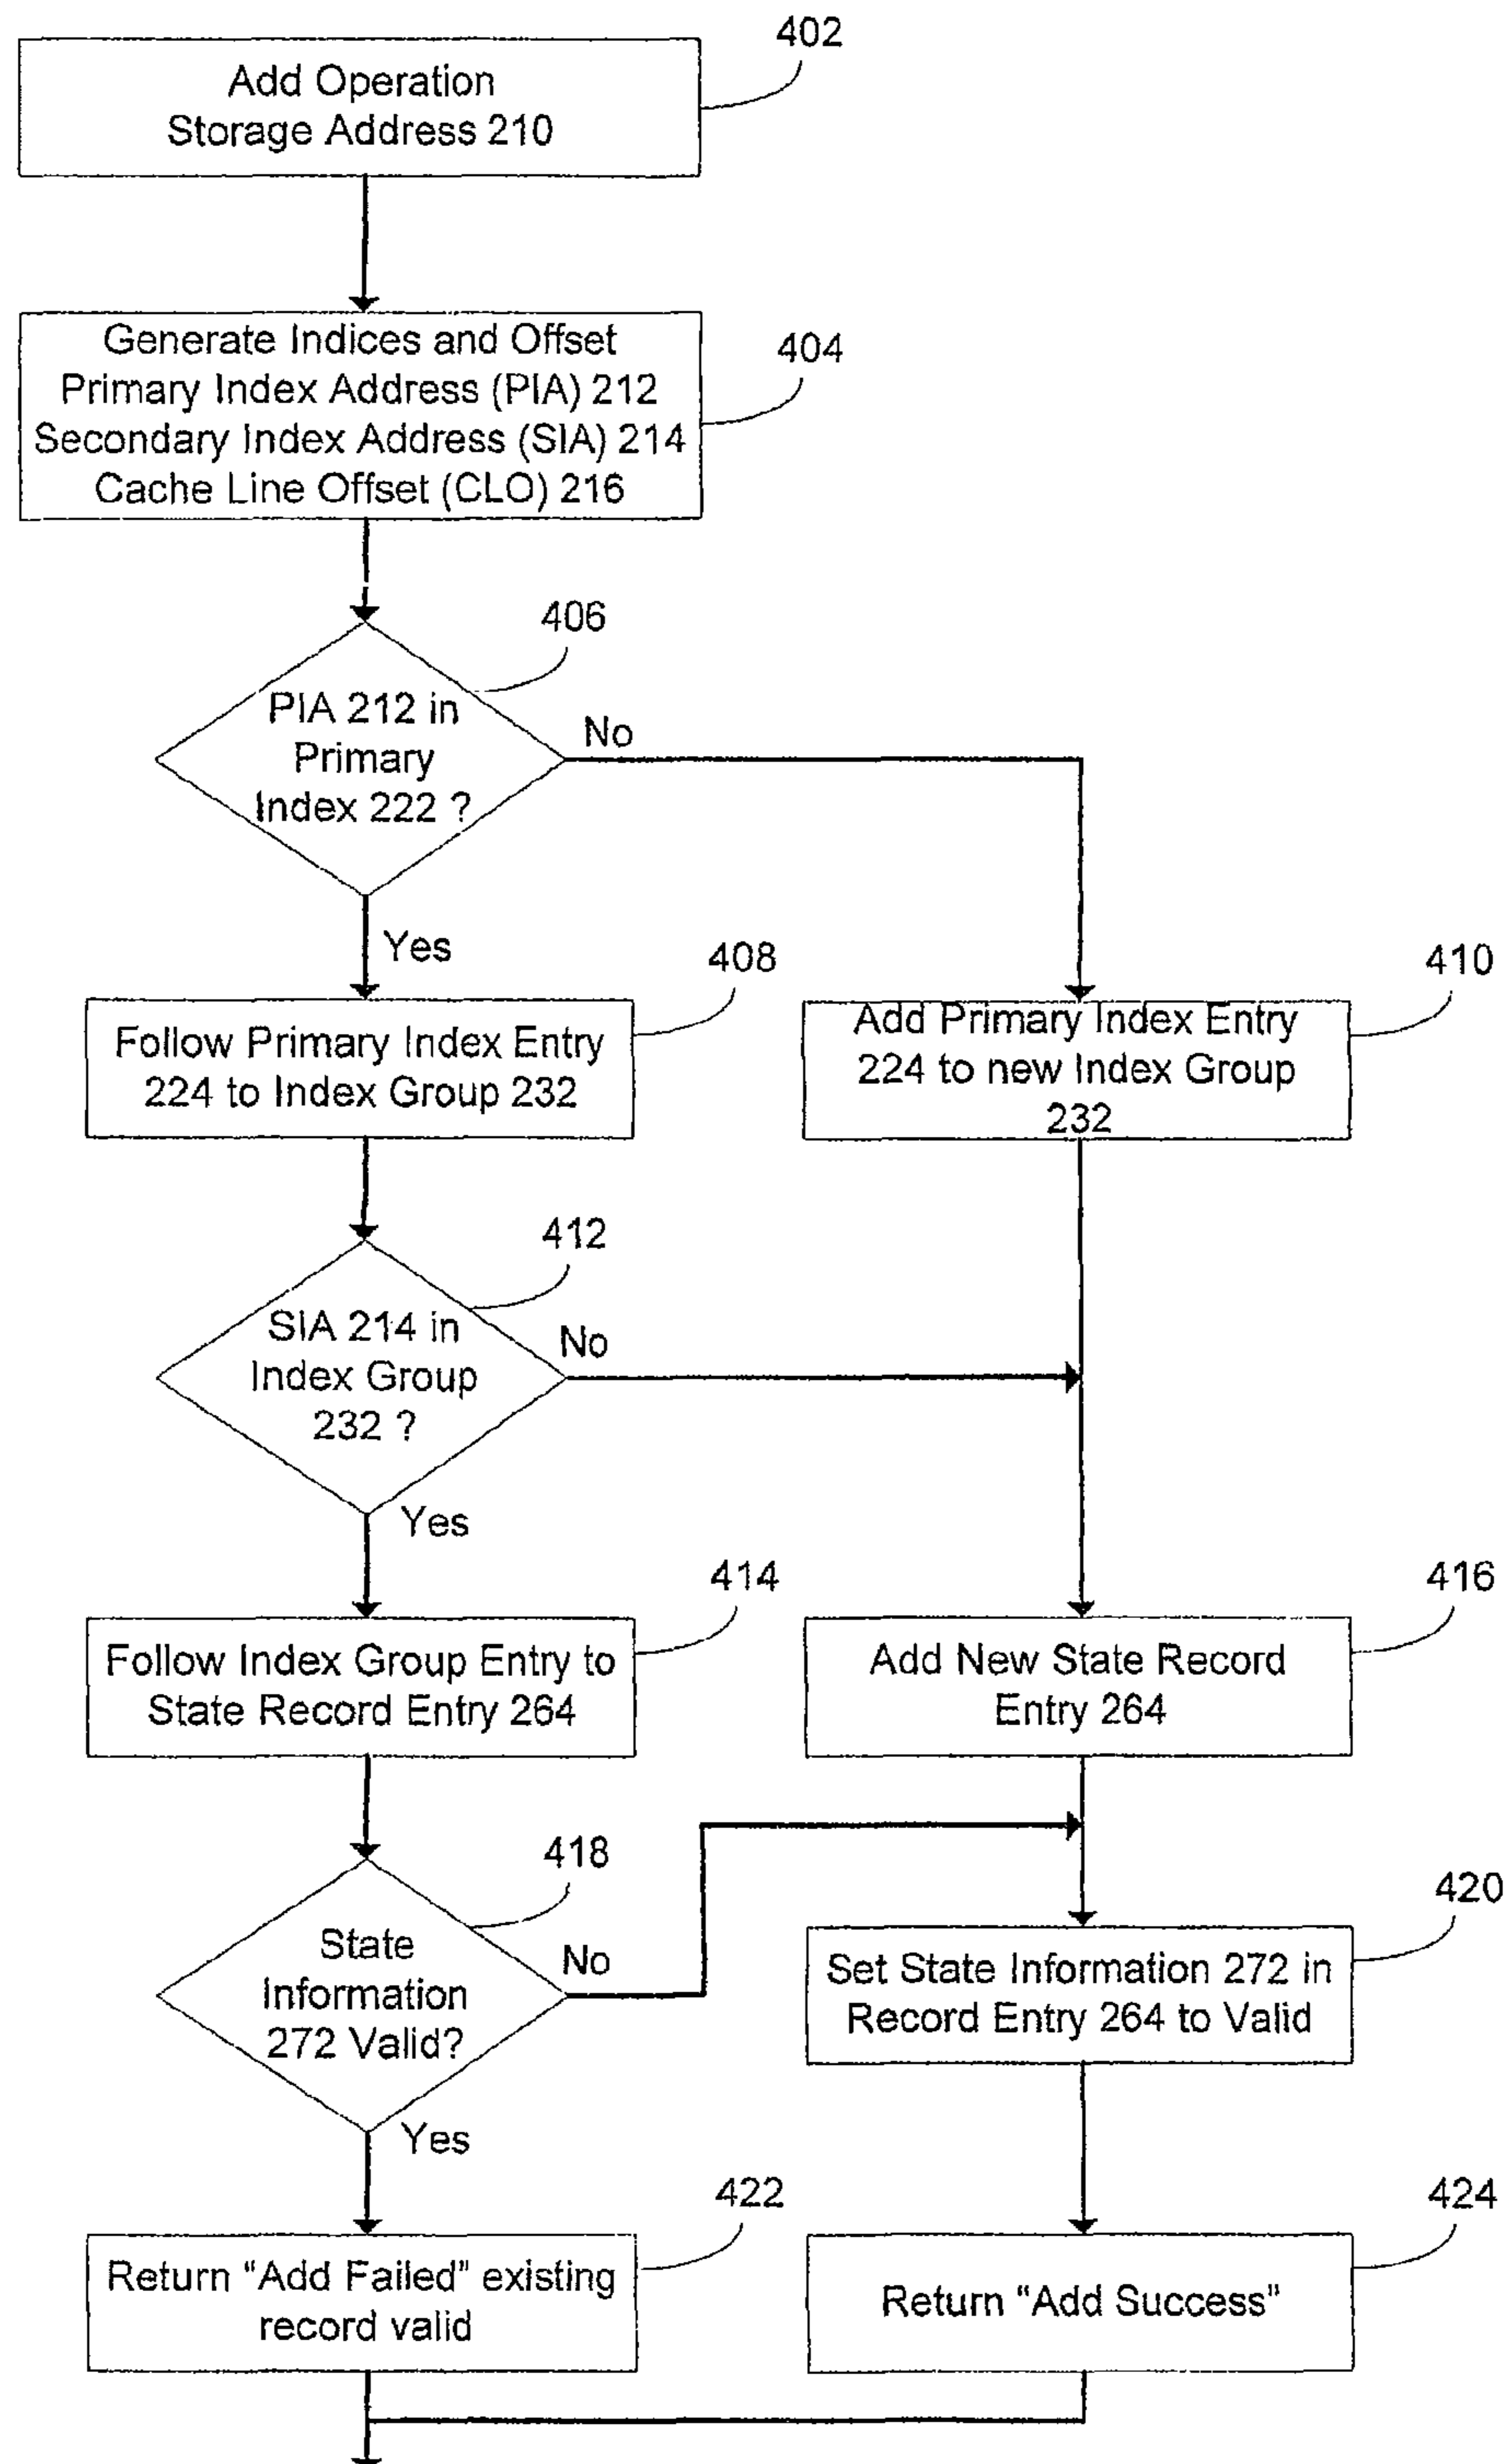 402
Add Operation
Storage Address 210
404
Generate Indices and Offset
Primary Index Address (PIA) 212
Secondary Index Address (SIA) 214
Cache Line Offset (CLO) 216
406
PIA 212 in
Primary
Index 222 ?
No
Yes
408
Follow Primary Index Entry
224 to Index Group 232
410
Add Primary Index Entry
224 to new Index Group
232
412
SIA 214 in
Index Group
232 ?
No
Yes
414
Follow Index Group Entry to
State Record Entry 264
416
Add New State Record
Entry 264
418
State
Information
272 Valid?
No
Yes
420
Set State Information 272 in
Record Entry 264 to Valid
422
Return “Add Failed” existing
record valid
424
Return “Add Success”